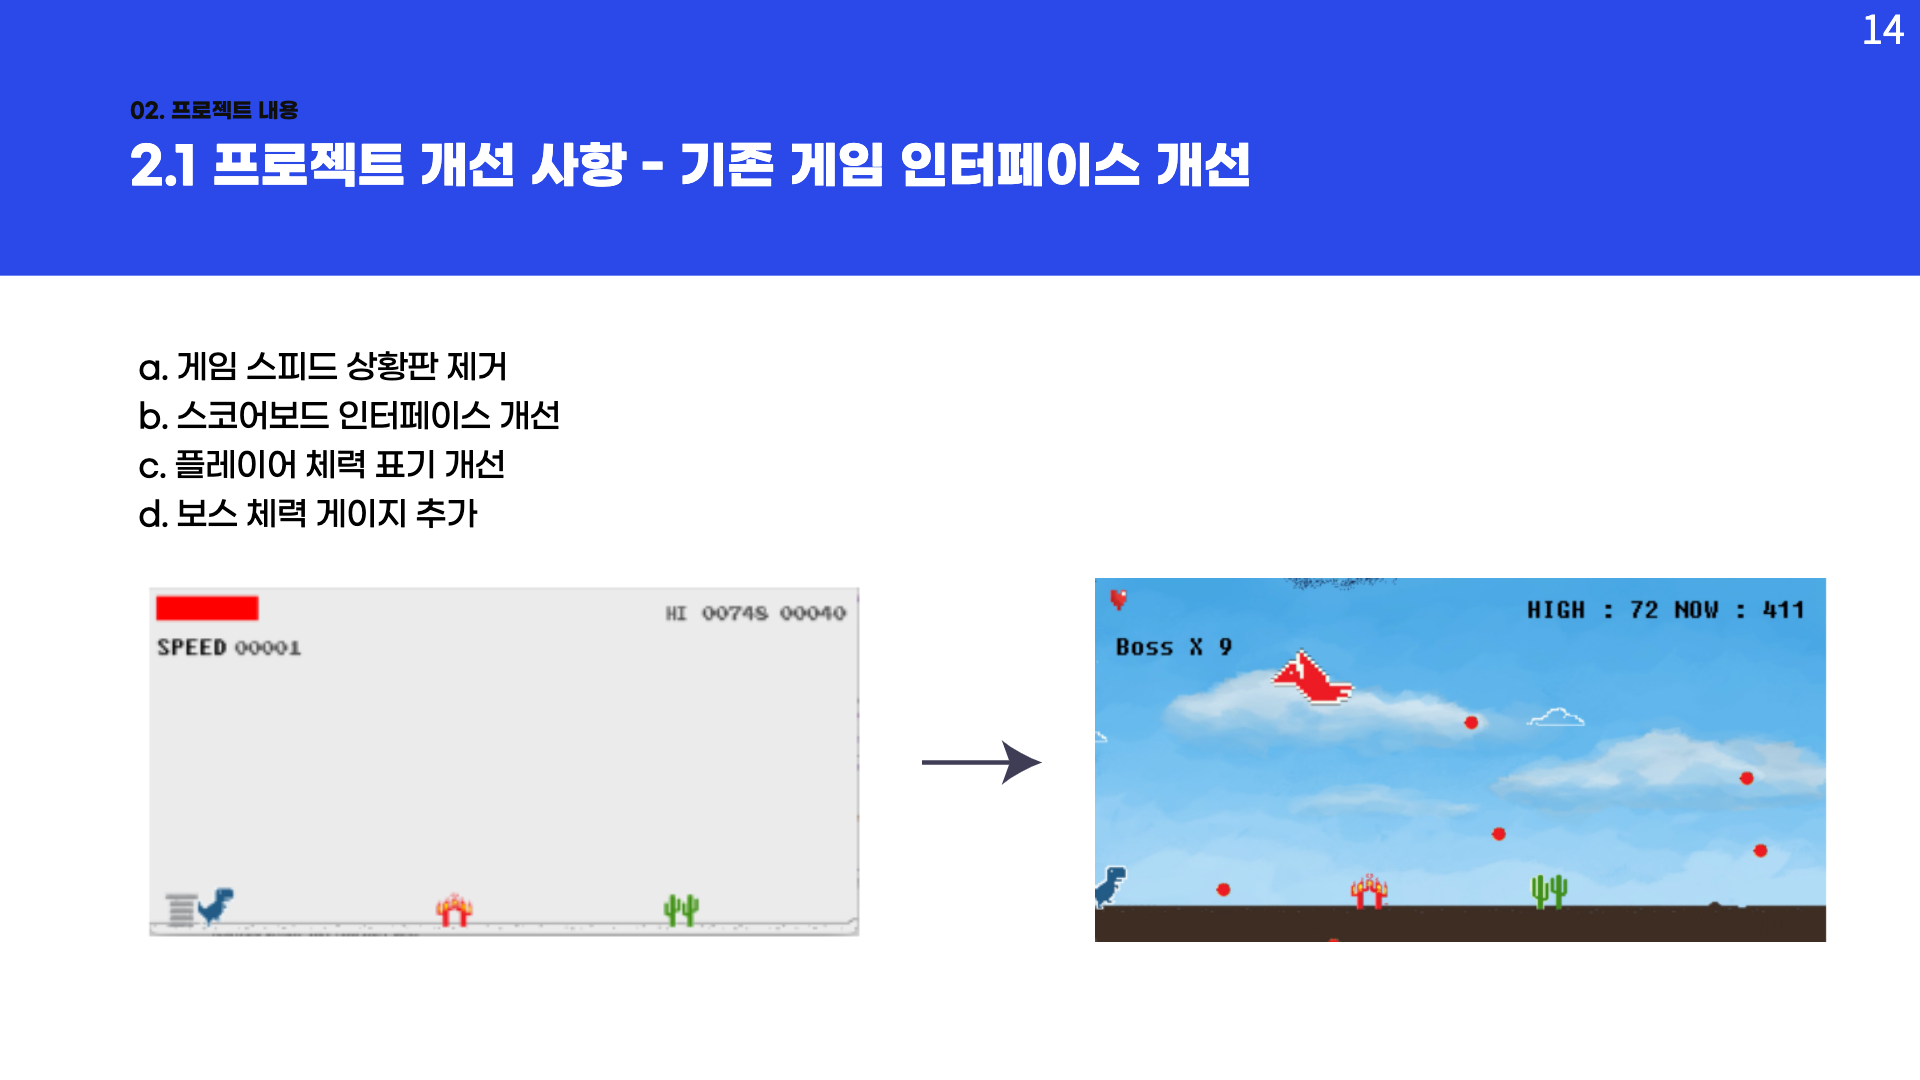 14
02. 프로젝트 내용
2.1 프로젝트 개선 사항 - 기존 게임 인터페이스 개선
a. 게임 스피드 상황판 제거
b. 스코어보드 인터페이스 개선
c. 플레이어 체력 표기 개선
d. 보스 체력 게이지 추가
HI 00748 00040
SPEED 00001
HIGH : 72 NOW : 411
Boss X 9